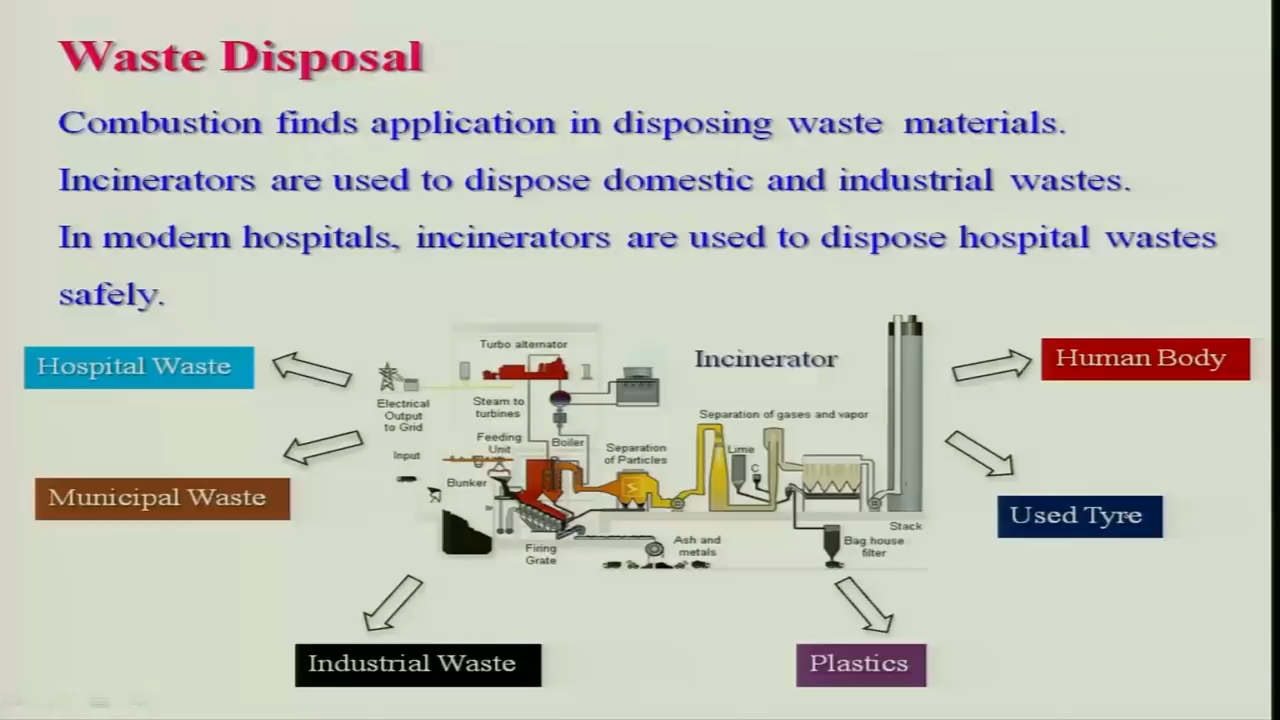 Waste Disposal
Combustion finds application in disposing waste materials.
Incinerators are used to dispose domestic and industrial wastes.
In modern hospitals, incinerators are used to dispose hospital wastes
safely.
Hospital Waste
Municipal Waste
Industrial Waste
Turbo alternator
Electrical
Output
to Grid
Steam to
turbines
Feeding
Unit
Boiler
Input
Bunker
Separation
of Particles
Firing
Grate
Ash and
metals
Incinerator
Separation of gases and vapor
Lime
C
Stack
Bag house
filter
Human Body
Used Tyre
Plastics